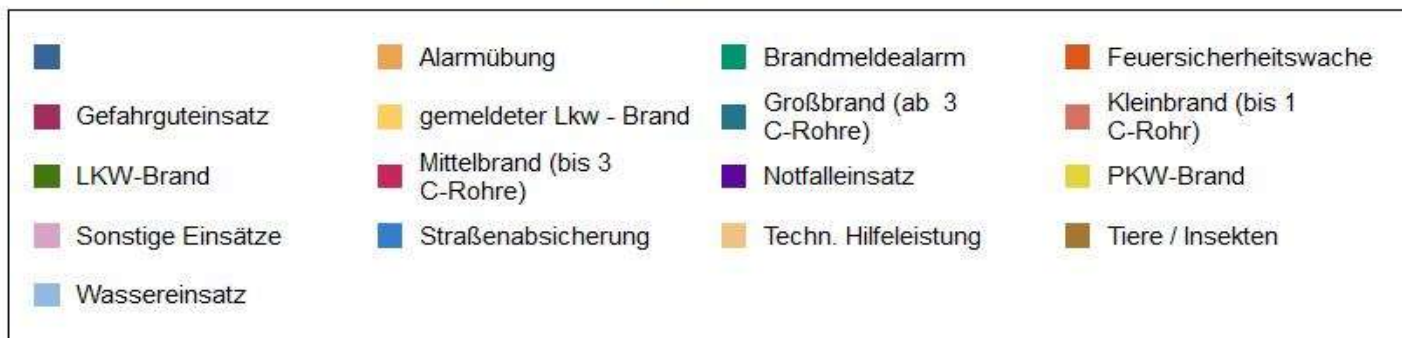 Alarmübung
Brandmeldealarm
Feuersicherheitswache
Gefahrguteinsatz
gemeldeter Lkw - Brand
Großbrand (ab 3
C-Rohre)
Kleinbrand (bis 1
C-Rohr)
LKW-Brand
Mittelbrand (bis 3
C-Rohre)
Notfalleinsatz
PKW-Brand
Sonstige Einsätze
Straßenabsicherung
Techn. Hilfeleistung
Tiere / Insekten
Wassereinsatz